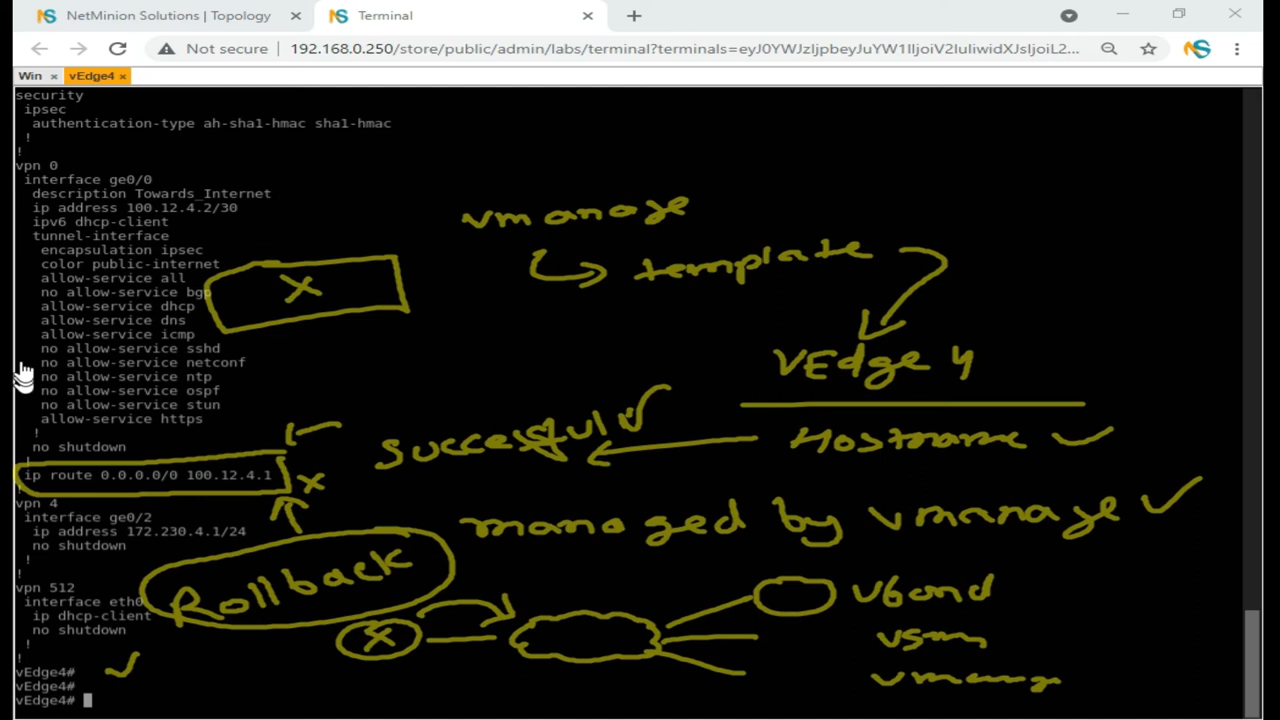 NetMinion Solutions | Topology
Terminal
Not secure
192.168.0.250/store/public/admin/labs/terminal?terminals=eyJ0YWJzIjpbeyJuYW1lIjoiV2luIiwidXJsIjoiL2...
Win
vEdge4
security
ipsec
authentication-type ah-sha1-hmac sha1-hmac
!
!
vpn 0
interface ge0/0
description Towards_Internet
ip address 100.12.4.2/30
ipv6 dhcp-client
tunnel-interface
encapsulation ipsec
color public-internet
allow-service all
no allow-service bgp
allow-service dhcp
allow-service dns
allow-service icmp
no allow-service sshd
no allow-service netconf
no allow-service ntp
no allow-service ospf
no allow-service stun
allow-service https
!
no shutdown
!
ip route 0.0.0.0/0 100.12.4.1
!
vpn 4
interface ge0/2
ip address 172.230.4.1/24
no shutdown
!
!
vpn 512
interface eth0
ip dhcp-client
no shutdown
!
!
vEdge4#
vEdge4#
vEdge4#
vmanage
template
VEdge 4
Hostname
successful
managed by vmanage
Rollback
vbond
vsmm
vmange